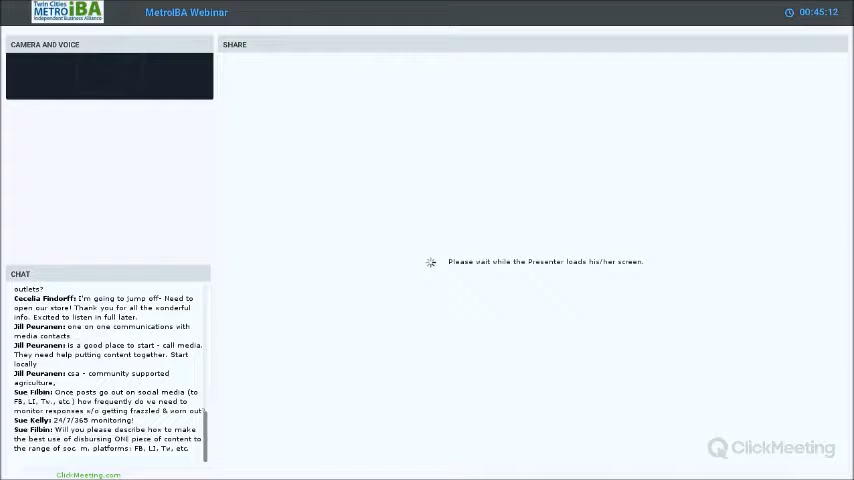 Twin Cities
METRO iBA
Independent Business Alliance
MetroIBA Webinar
00:45:12
CAMERA AND VOICE
SHARE
Please wait while the Presenter loads his/her screen.
CHAT
outlets?
Cecelia Findorff: I'm going to jump off- Need to
open our store! Thank you for all the wonderful
info. Excited to listen in full later.
Jill Peuranen: one on one communications with
media contacts
Jill Peuranen: is a good place to start - call media.
They need help putting content together. Start
locally
Jill Peuranen: csa - community supported
agriculture,
Sue Filbin: Once posts go out on social media (to
FB, LI, Tw., etc.) how frequently do we need to
monitor responses s/o getting frazzled & worn out?
Sue Kelly: 24/7/365 monitoring!
Sue Filbin: Will you please describe how to make
the best use of disbursing ONE piece of content to
the range of soc. m. platforms: FB, LI, Tw, etc.
ClickMeeting
ClickMeeting.com